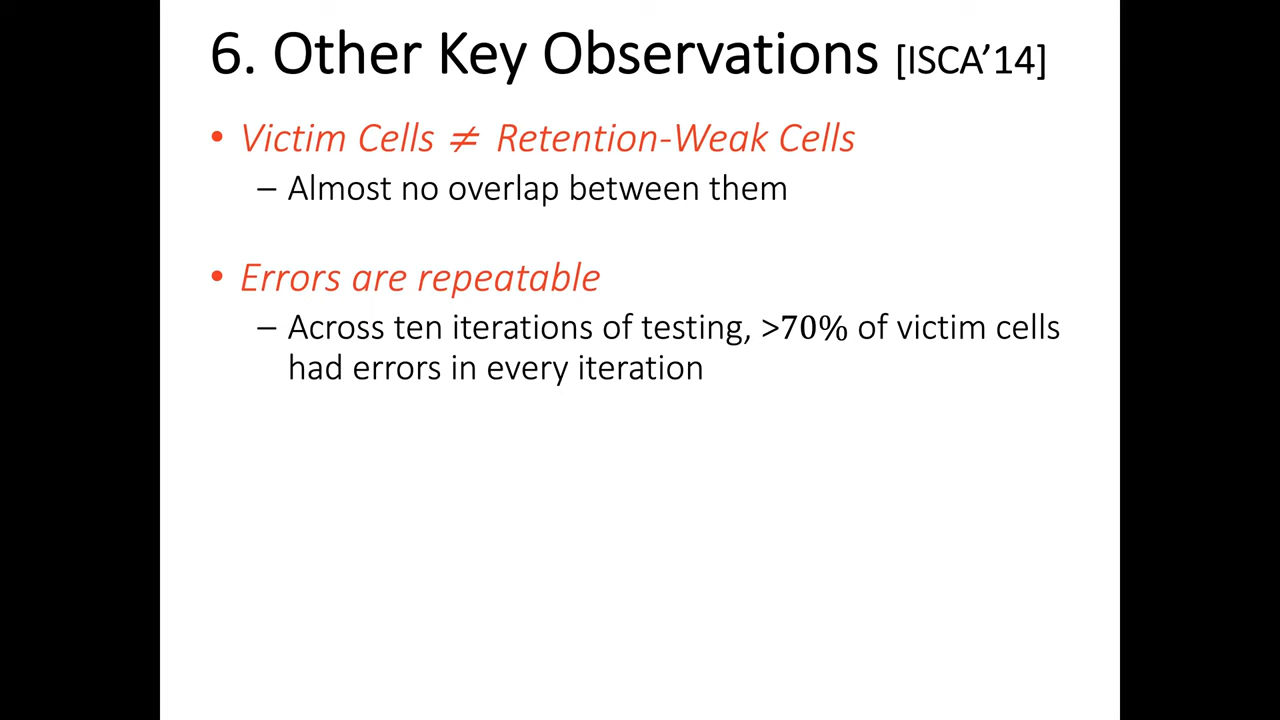 6. Other Key Observations [ISCA’14]
• Victim Cells ≠ Retention-Weak Cells
– Almost no overlap between them
• Errors are repeatable
– Across ten iterations of testing, >70% of victim cells
had errors in every iteration